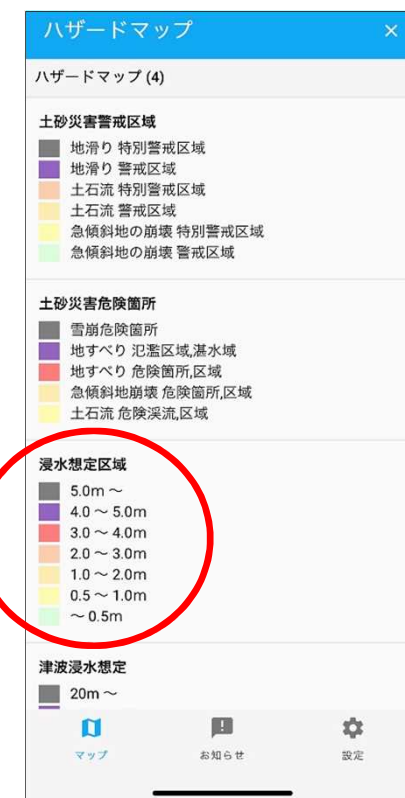 ハザードマップ ×
ハザードマップ (4)
土砂災害警戒区域
地滑り 特別警戒区域
地滑り 警戒区域
土石流 特別警戒区域
土石流 警戒区域
急傾斜地の崩壊 特別警戒区域
急傾斜地の崩壊 警戒区域
土砂災害危険箇所
雪崩危険箇所
地すべり 氾濫区域,湛水域
地すべり 危険箇所,区域
急傾斜地崩壊 危険箇所,区域
土石流 危険渓流,区域
浸水想定区域
5.0m ～
4.0 ～ 5.0m
3.0 ～ 4.0m
2.0 ～ 3.0m
1.0 ～ 2.0m
0.5 ～ 1.0m
～ 0.5m
津波浸水想定
20m ～
マップ お知らせ 設定